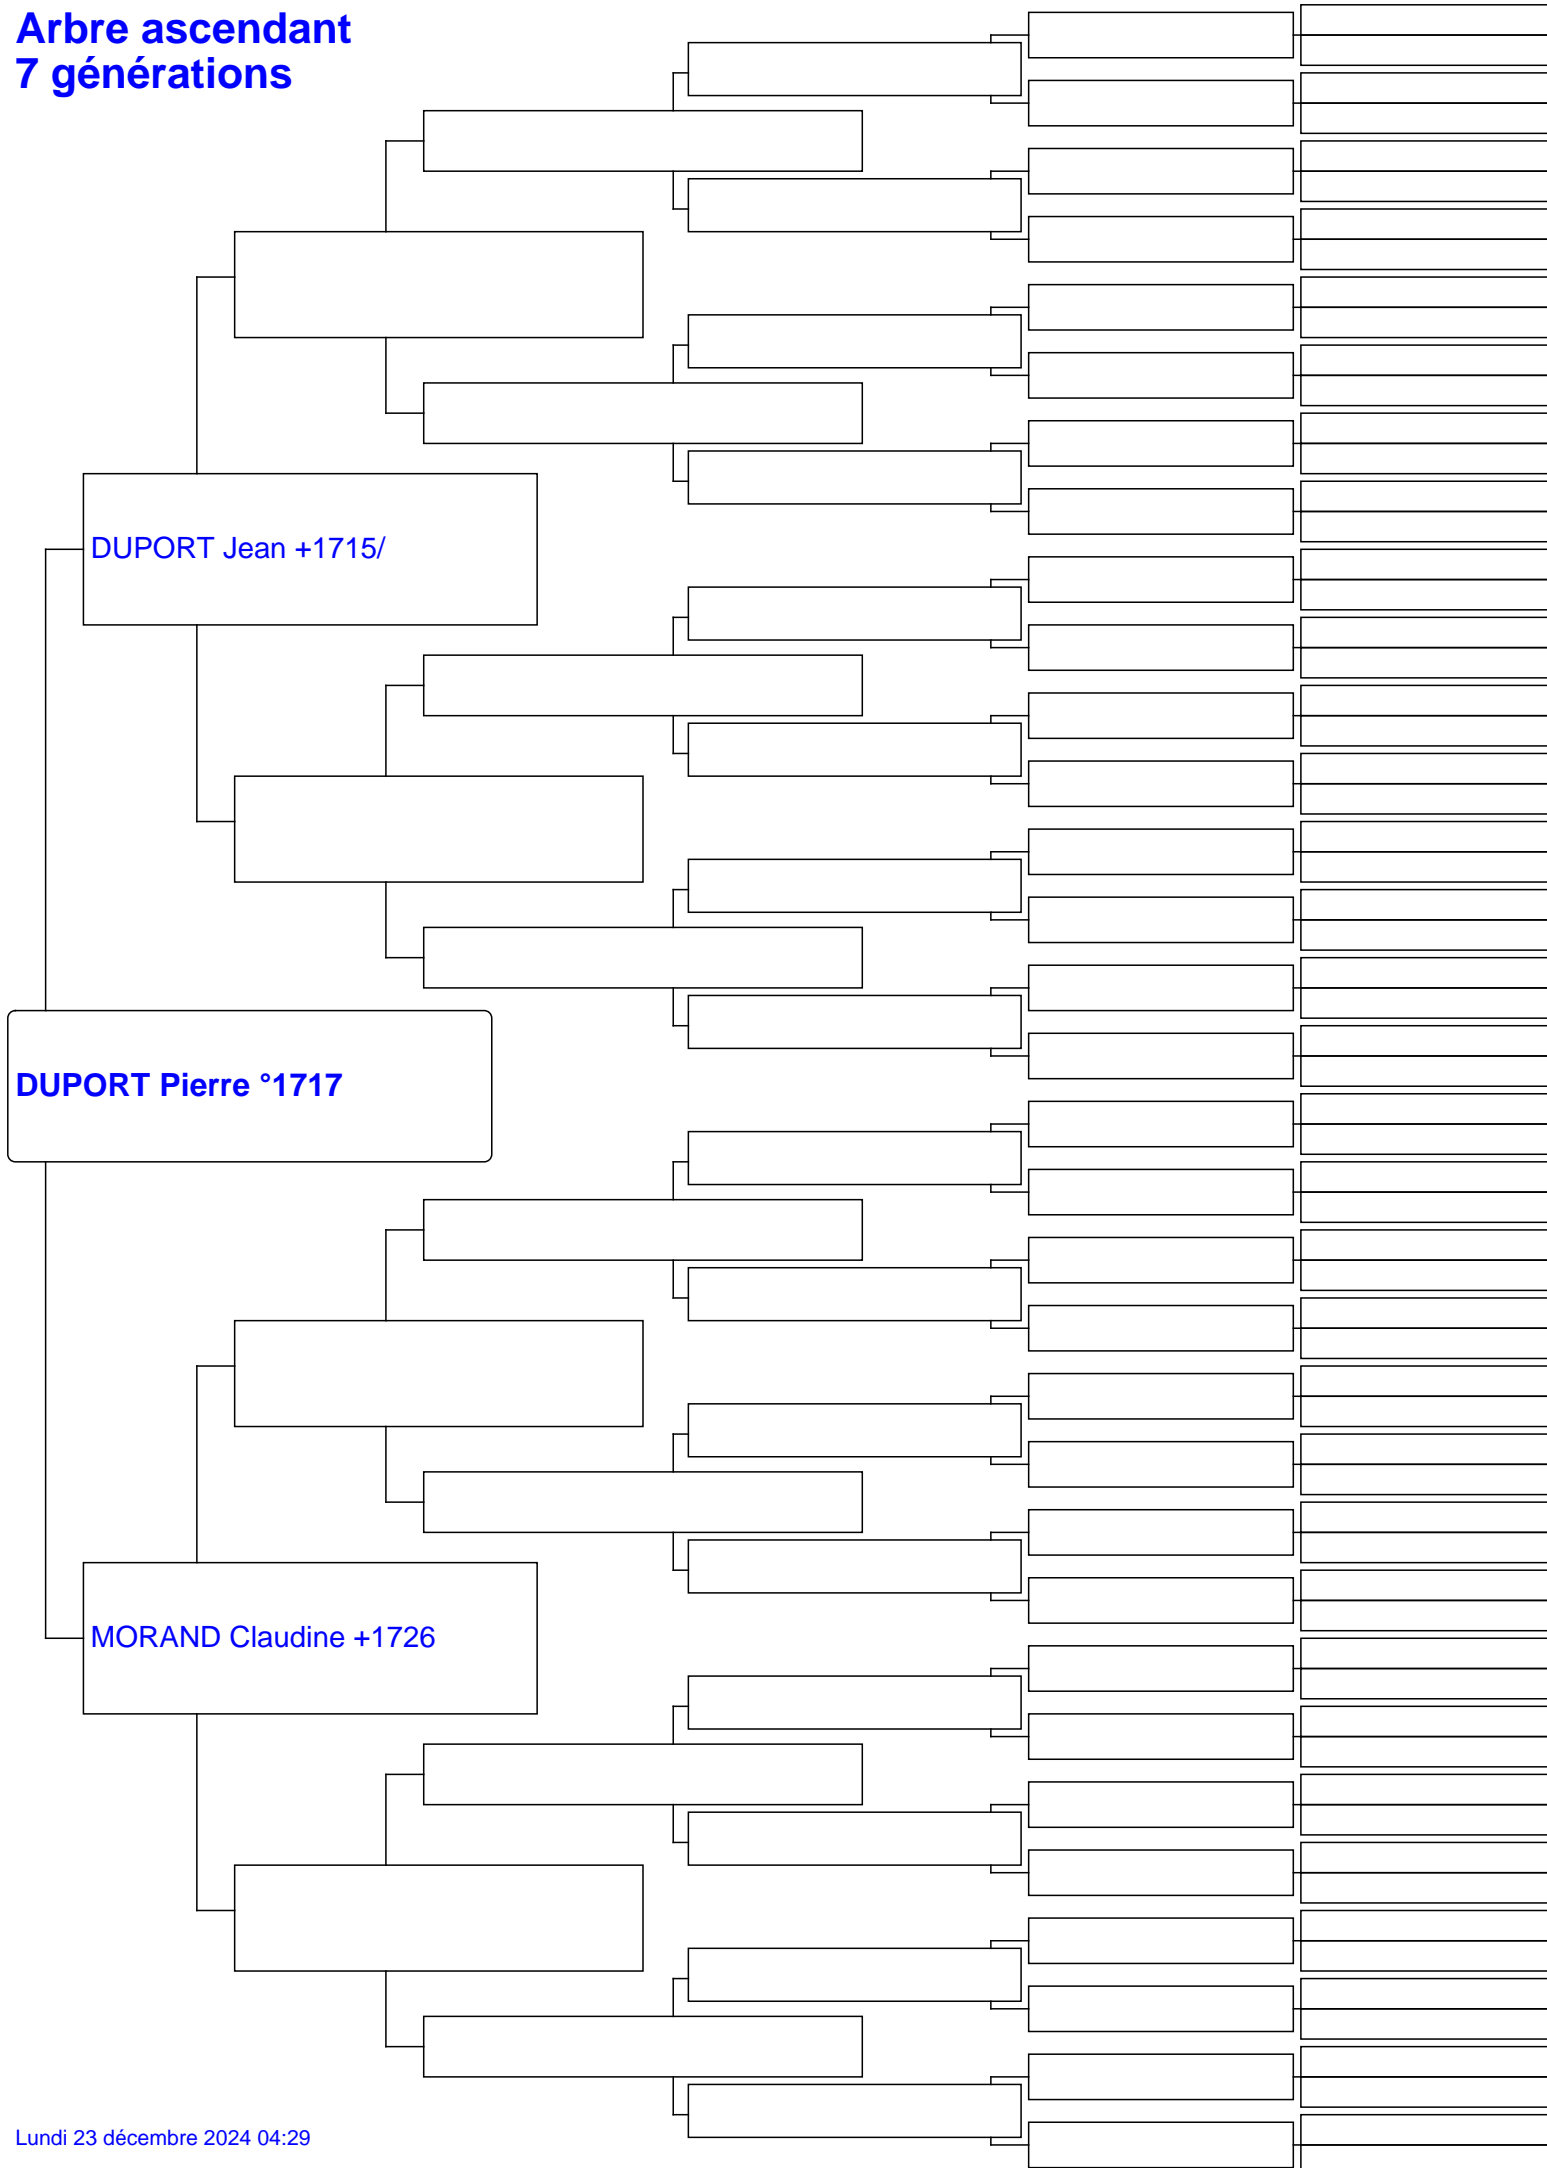 Arbre ascendant
7 générations
DUPORT Jean +1715/
DUPORT Pierre °1717
MORAND Claudine +1726
Lundi 23 décembre 2024 04:29